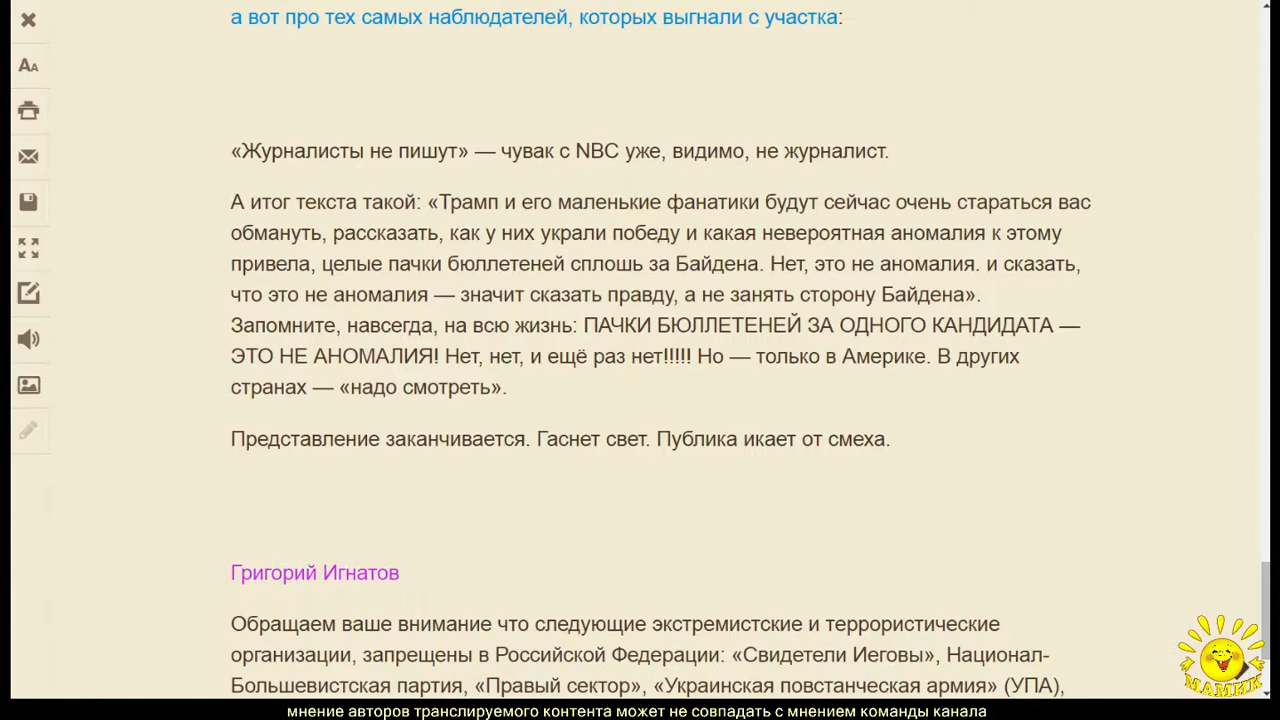 а вот про тех самых наблюдателей, которых выгнали с участка:
«Журналисты не пишут» — чувак с NBC уже, видимо, не журналист.
А итог текста такой: «Трамп и его маленькие фанатики будут сейчас очень стараться вас
обмануть, рассказать, как у них украли победу и какая невероятная аномалия к этому
привела, целые пачки бюллетеней сплошь за Байдена. Нет, это не аномалия. и сказать,
что это не аномалия — значит сказать правду, а не занять сторону Байдена».
Запомните, навсегда, на всю жизнь: ПАЧКИ БЮЛЛЕТЕНЕЙ ЗА ОДНОГО КАНДИДАТА —
ЭТО НЕ АНОМАЛИЯ! Нет, нет, и ещё раз нет!!!!! Но — только в Америке. В других
странах — «надо смотреть».
Представление заканчивается. Гаснет свет. Публика икает от смеха.
Григорий Игнатов
Обращаем ваше внимание что следующие экстремистские и террористические
организации, запрещены в Российской Федерации: «Свидетели Иеговы», Национал-
Большевистская партия, «Правый сектор», «Украинская повстанческая армия» (УПА),
МАМИК
мнение авторов транслируемого контента может не совпадать с мнением команды канала